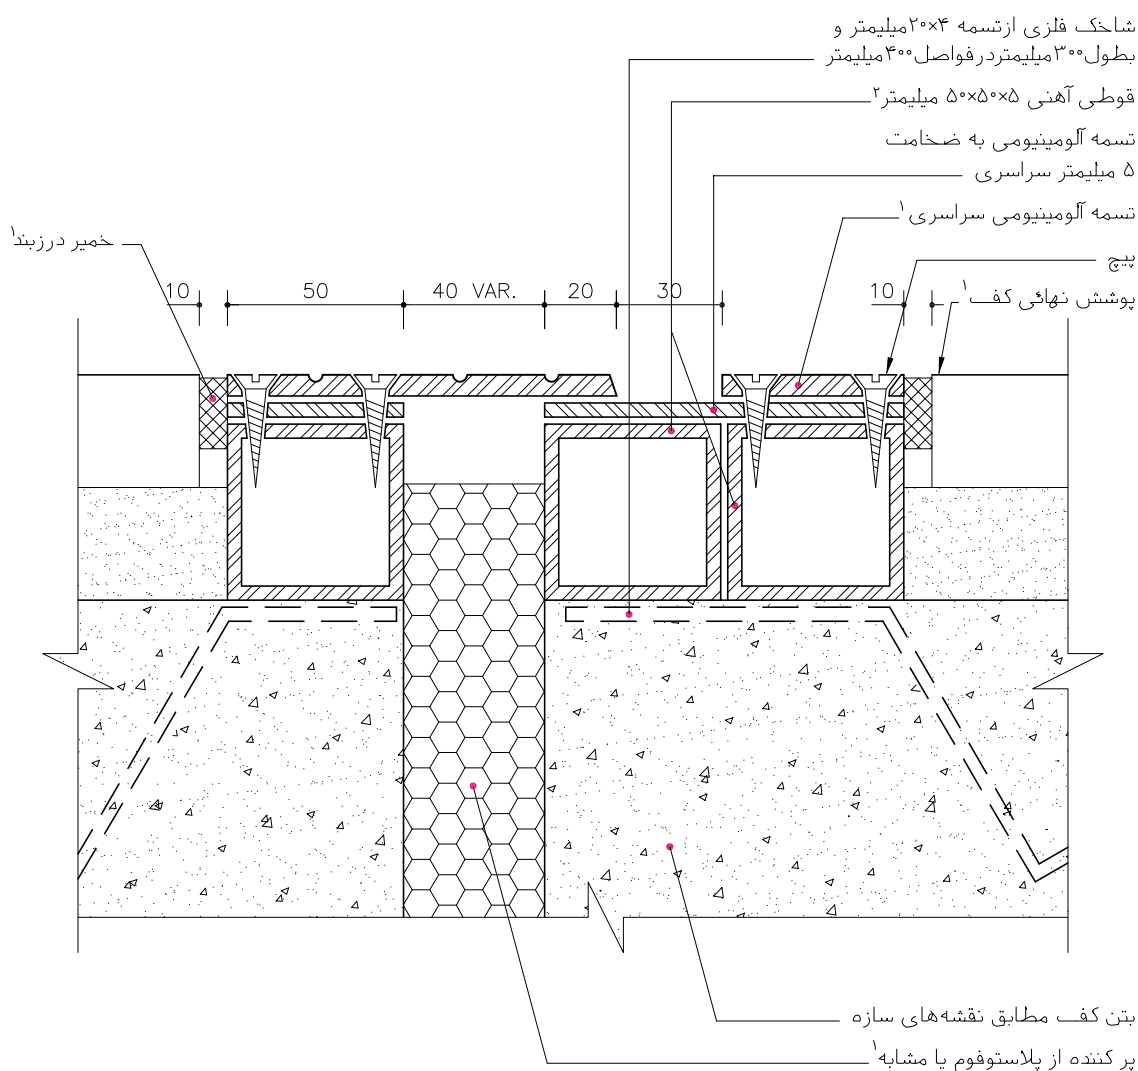 شاخک فلزی ازتسمه ۲۰×۴میلیمتر و
بطول۳۰۰میلیمتردرفواصل۴۰۰میلیمتر
قوطی آهنی ۵۰×۵۰×۵ میلیمتر۲
تسمه آلومینیومی به ضخامت
۵ میلیمتر سراسری
تسمه آلومینیومی سراسری۱
خمیر درزبند۱
پیچ
پوشش نهائی کف۱
10 50 40 VAR. 20 30 10
بتن کف مطابق نقشه‌های سازه
پر کننده از پلاستوفوم یا مشابه۱